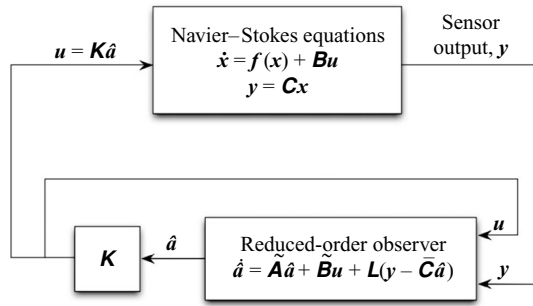 Navier–Stokes equations
ẋ = f (x) + Bu
y = Cx
Sensor
output, y
u = Kâ
u
K
â
Reduced-order observer
â̇ = Ãâ + B̃u + L(y – C̄â)
y